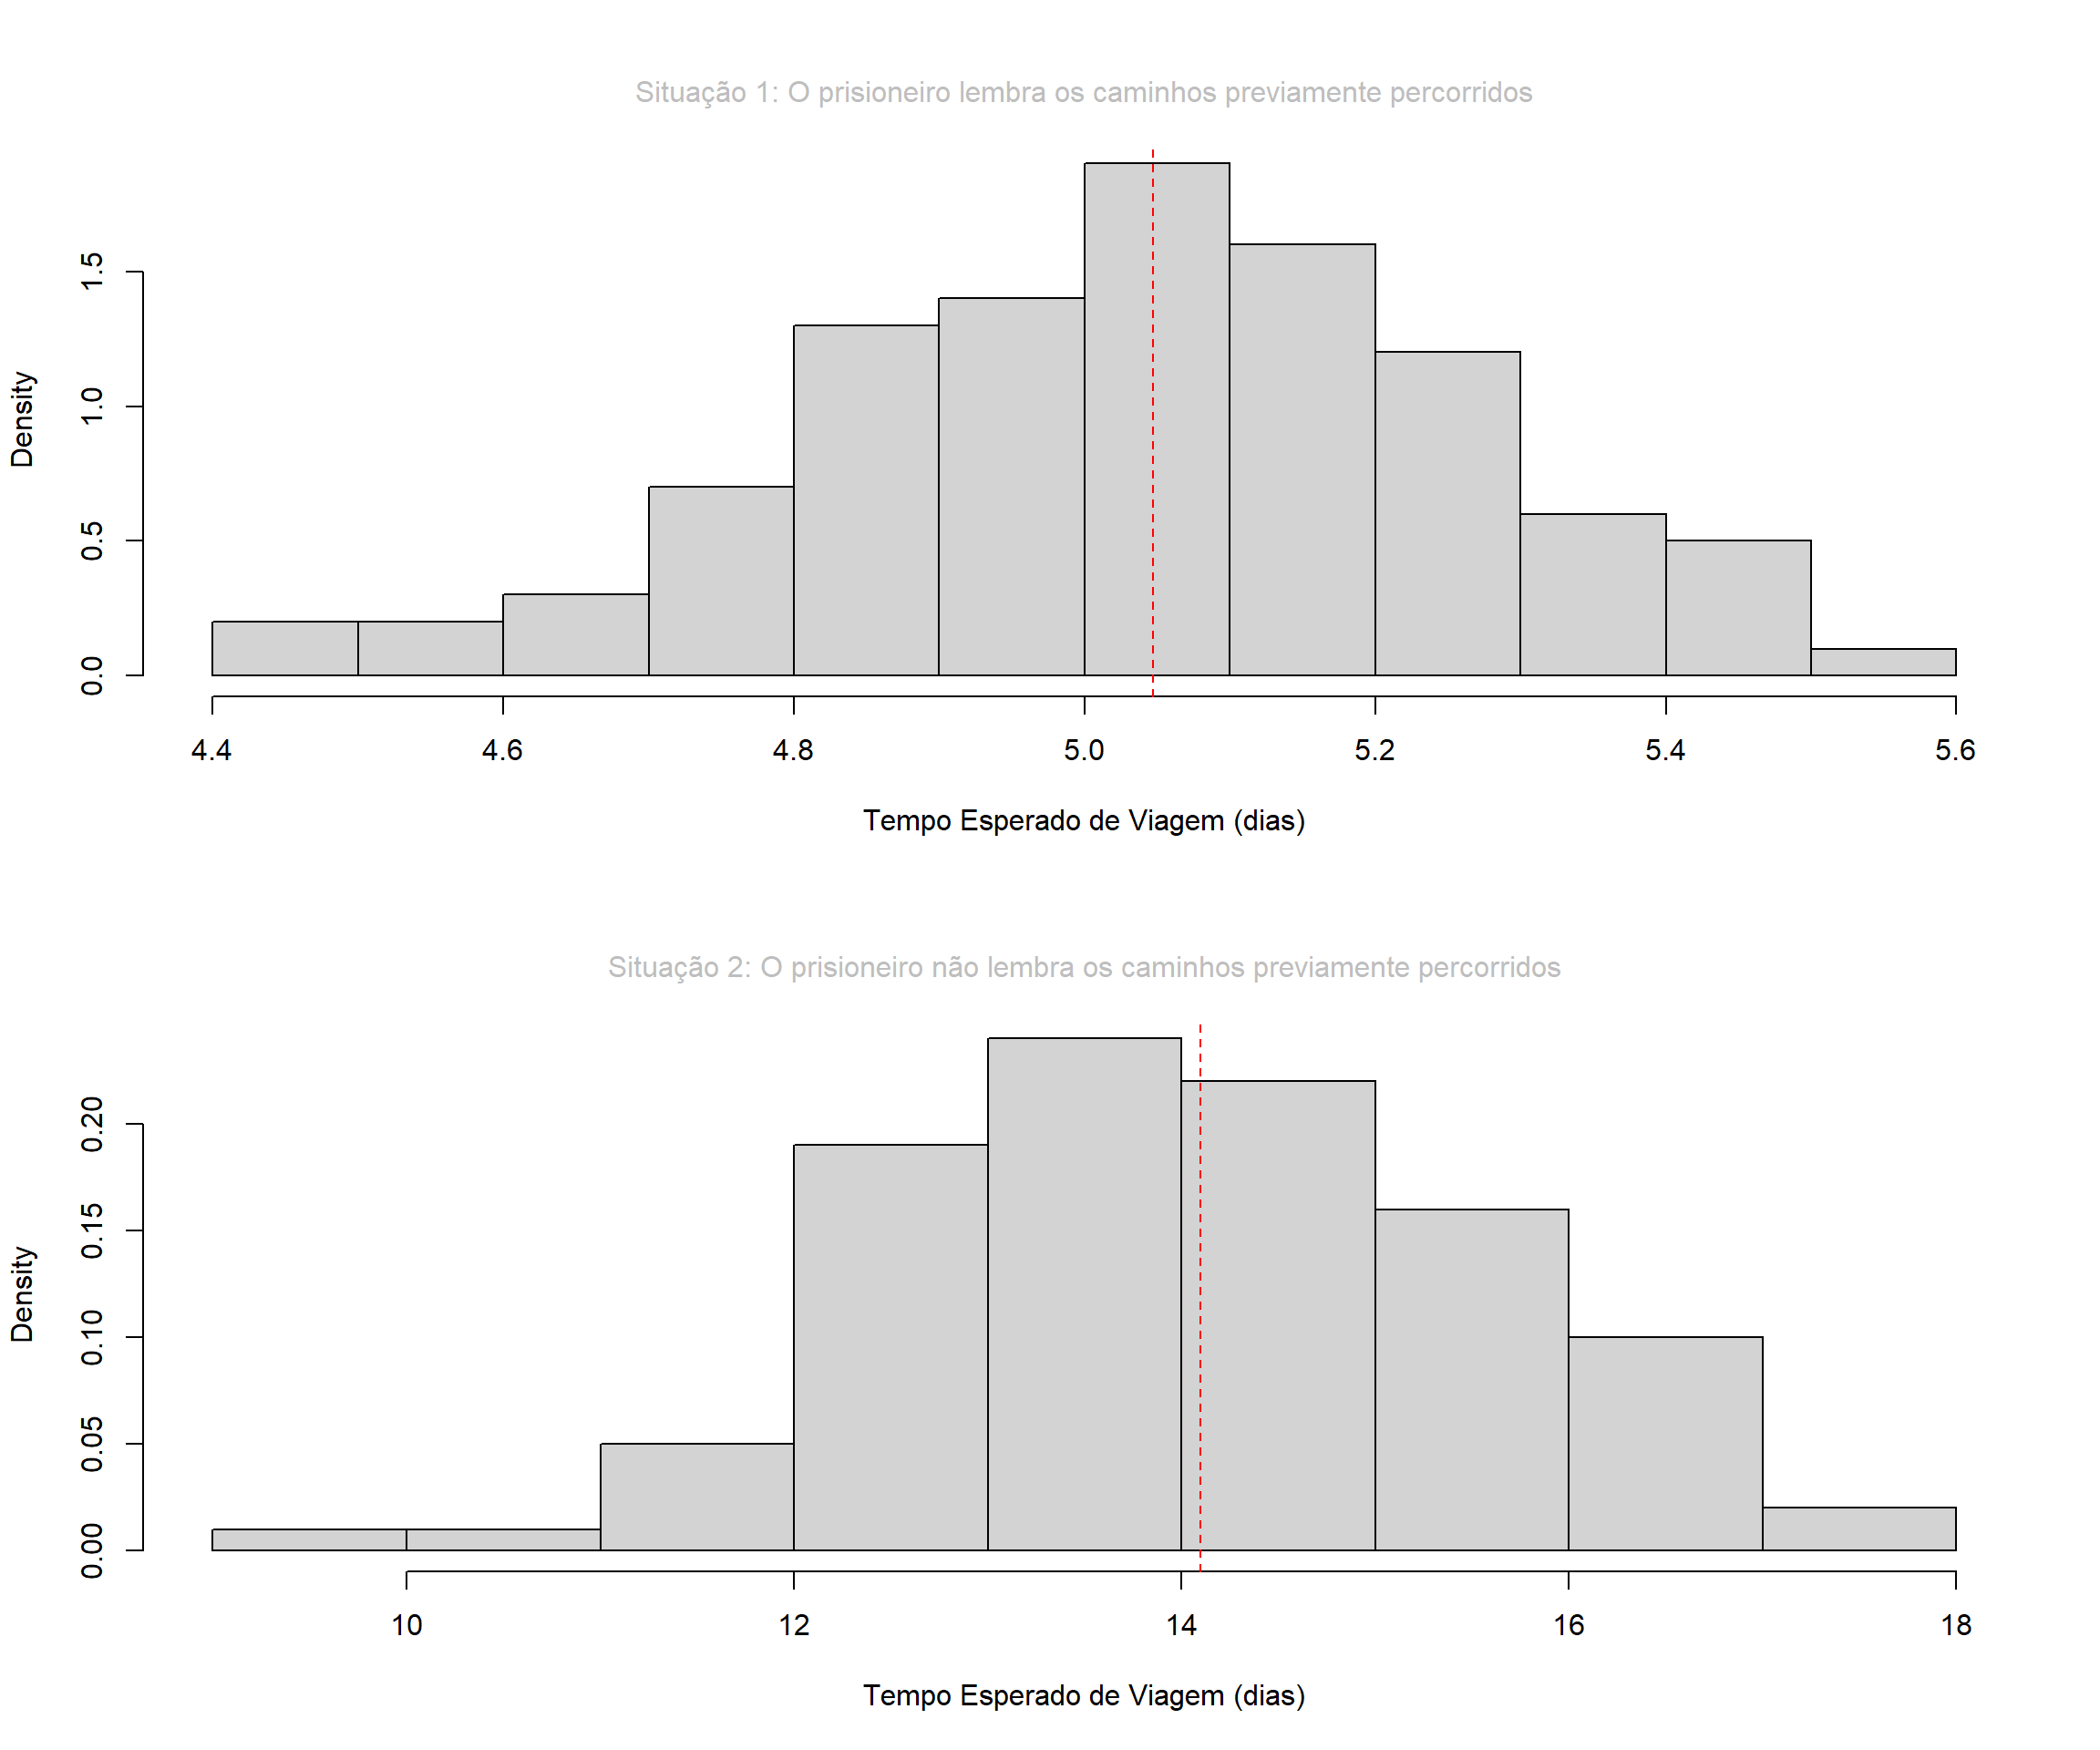 Situação 1: O prisioneiro lembra os caminhos previamente percorridos
Density
1.5
1.0
0.5
0.0
4.4 4.6 4.8 5.0 5.2 5.4 5.6
Tempo Esperado de Viagem (dias)
Situação 2: O prisioneiro não lembra os caminhos previamente percorridos
Density
0.20
0.15
0.10
0.05
0.00
10 12 14 16 18
Tempo Esperado de Viagem (dias)